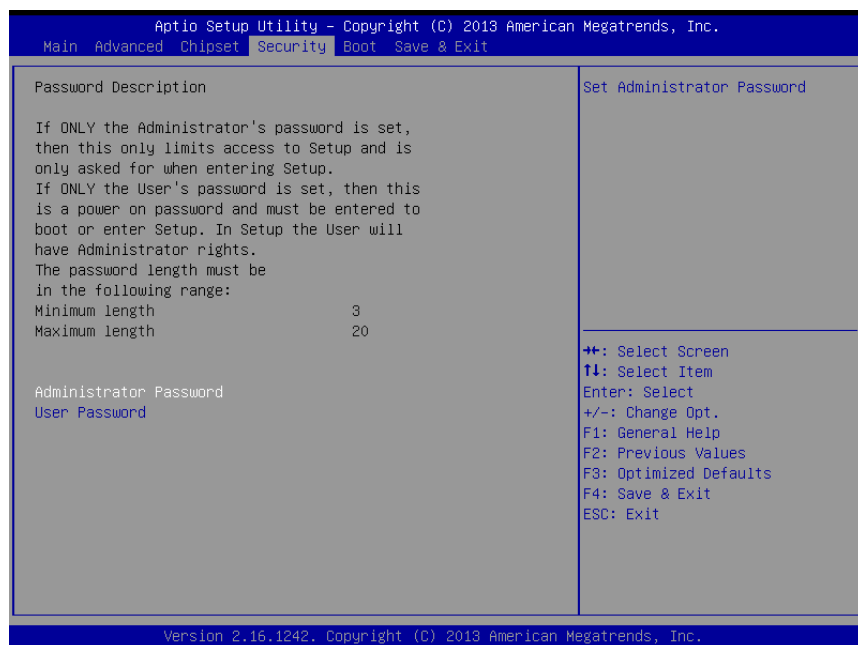 Aptio Setup Utility – Copyright (C) 2013 American Megatrends, Inc.
Main Advanced Chipset Security Boot Save & Exit
Password Description
If ONLY the Administrator's password is set,
then this only limits access to Setup and is
only asked for when entering Setup.
If ONLY the User's password is set, then this
is a power on password and must be entered to
boot or enter Setup. In Setup the User will
have Administrator rights.
The password length must be
in the following range:
Minimum length 3
Maximum length 20
Administrator Password
User Password
Set Administrator Password
→←: Select Screen
↑↓: Select Item
Enter: Select
+/-: Change Opt.
F1: General Help
F2: Previous Values
F3: Optimized Defaults
F4: Save & Exit
ESC: Exit
Version 2.16.1242. Copyright (C) 2013 American Megatrends, Inc.